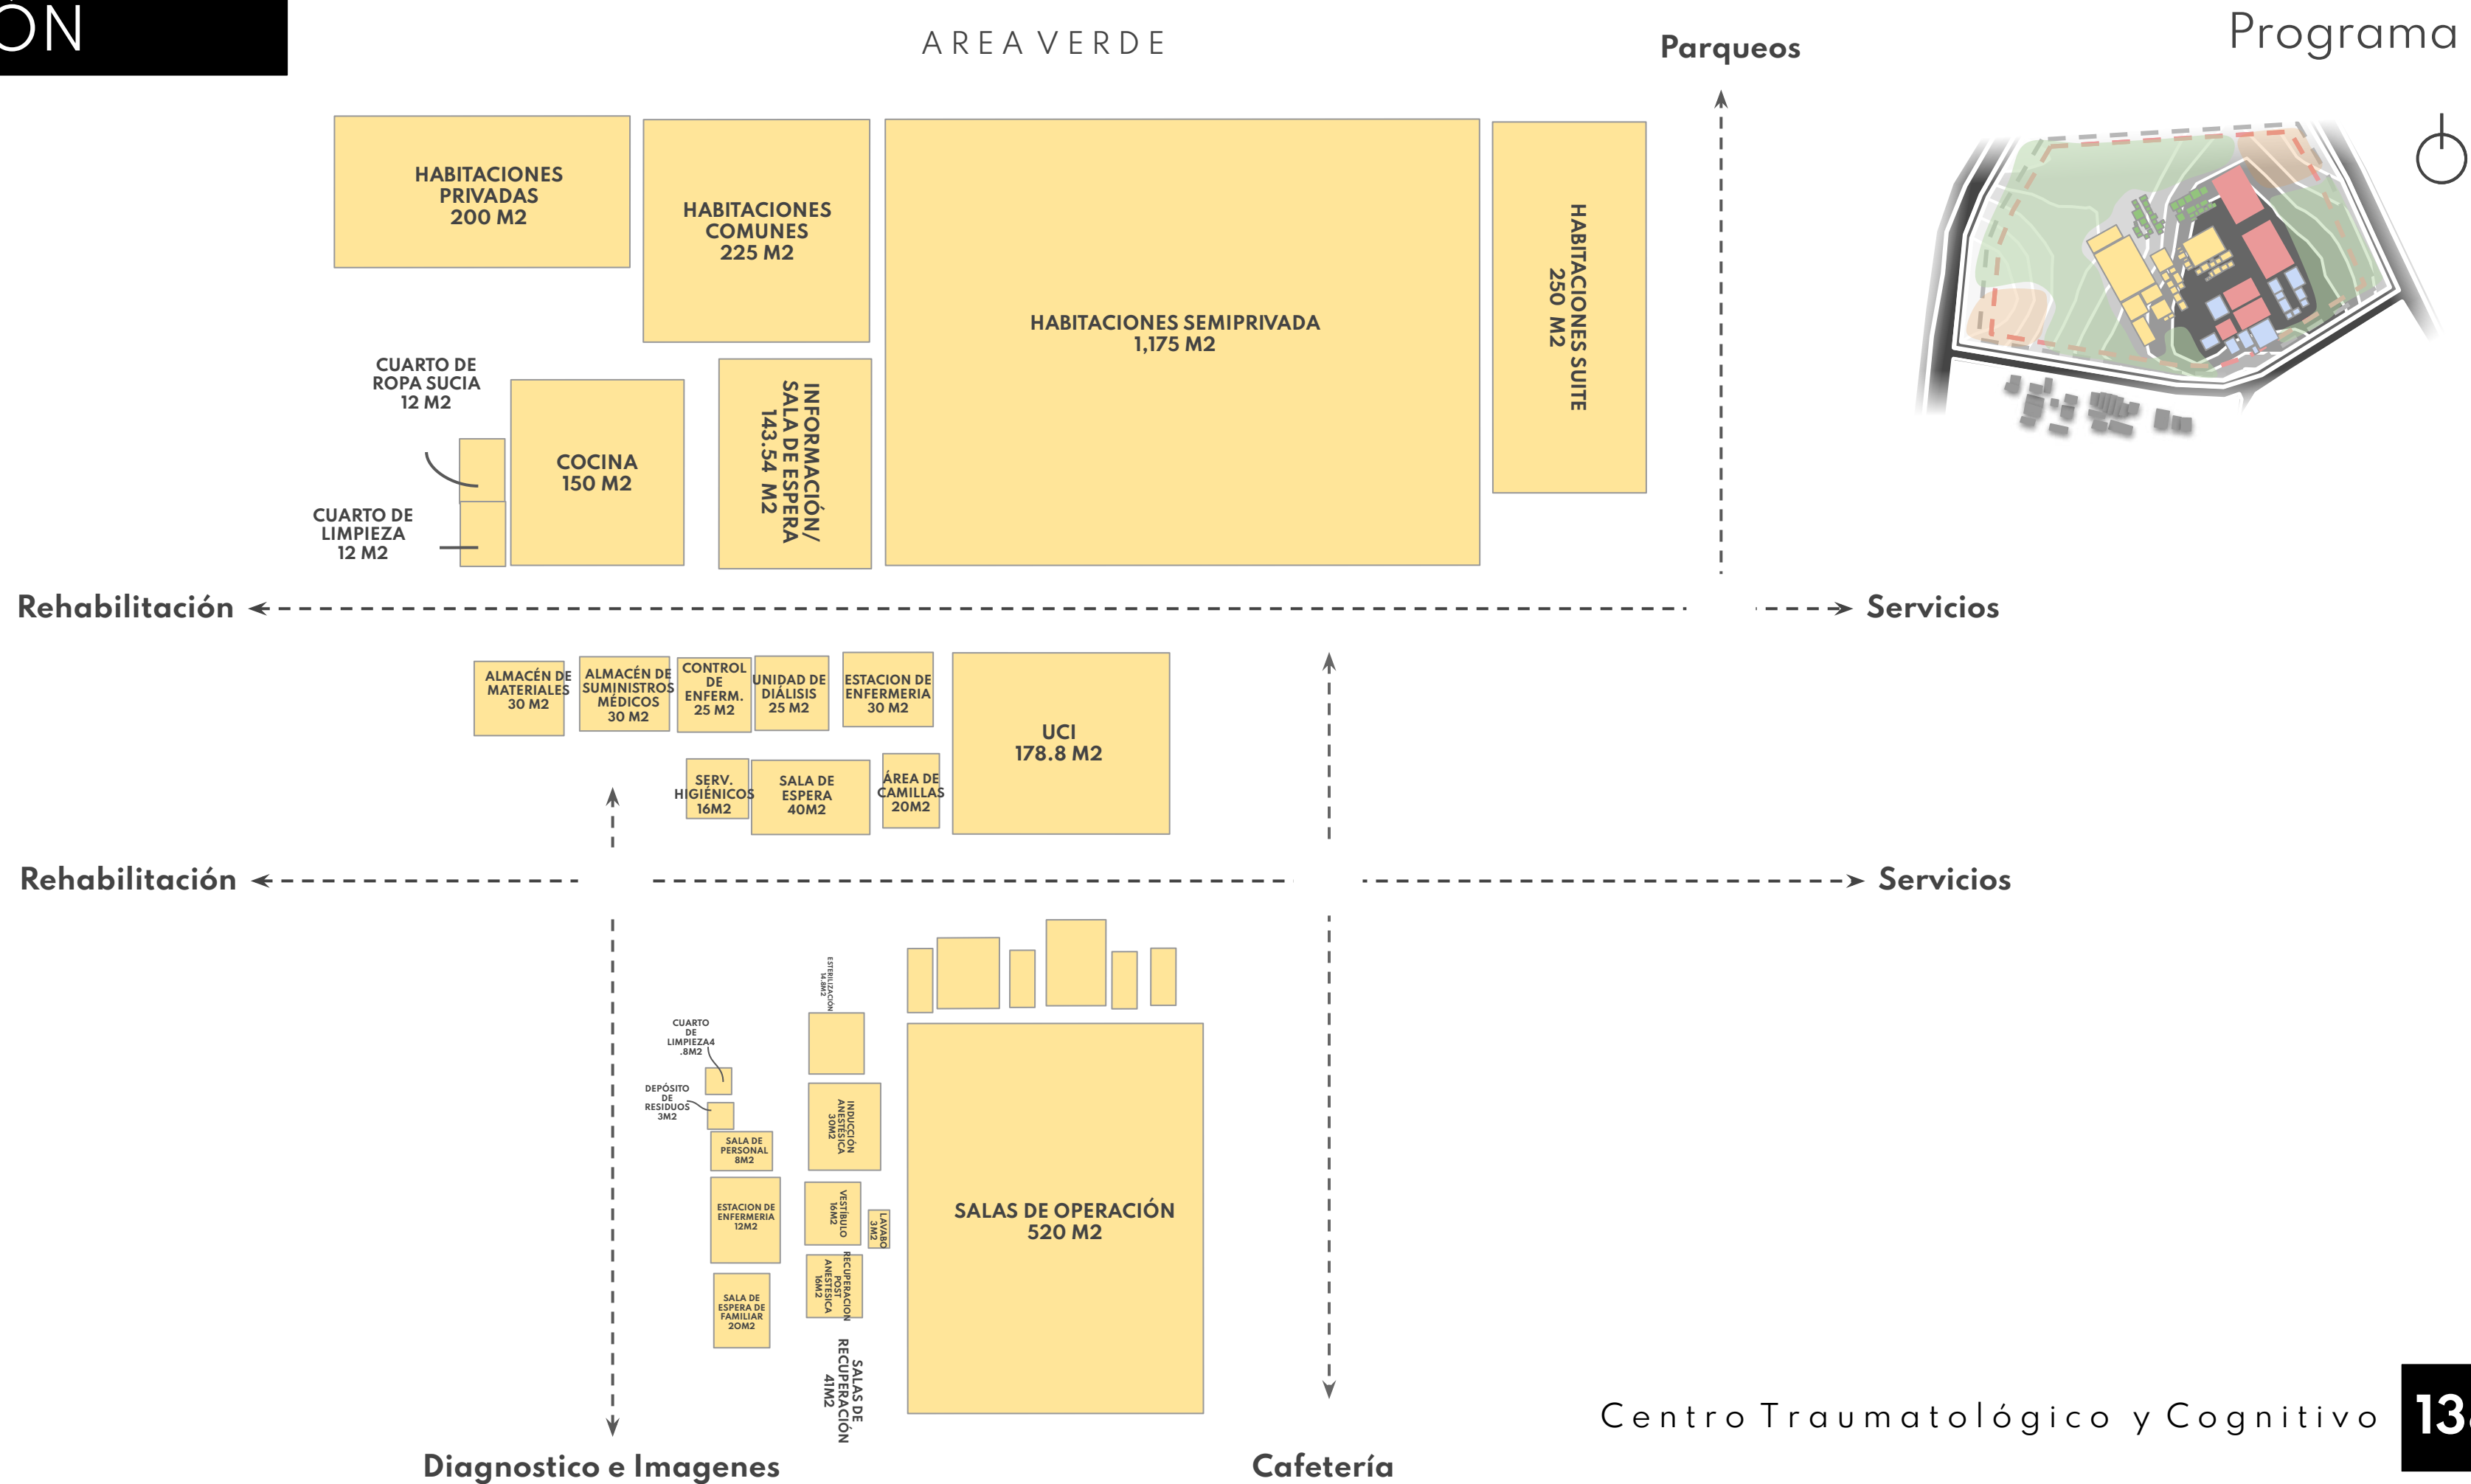 ÓN
AREA VERDE
Parqueos
Programa
HABITACIONES
PRIVADAS
200 M2
HABITACIONES
COMUNES
225 M2
HABITACIONES SEMIPRIVADA
1,175 M2
HABITACIONES SUITE
250 M2
CUARTO DE
ROPA SUCIA
12 M2
COCINA
150 M2
INFORMACIÓN/
SALA DE ESPERA
143.54 M2
CUARTO DE
LIMPIEZA
12 M2
Rehabilitación
Servicios
ALMACÉN DE
MATERIALES
30 M2
ALMACÉN DE
SUMINISTROS
MÉDICOS
30 M2
CONTROL
DE
ENFERM.
25 M2
UNIDAD DE
DIÁLISIS
25 M2
ESTACION DE
ENFERMERIA
30 M2
UCI
178.8 M2
SERV.
HIGIÉNICOS
16M2
SALA DE
ESPERA
40M2
ÁREA DE
CAMILLAS
20M2
Rehabilitación
Servicios
ESTERILIZACIÓN
14.8M2
CUARTO
DE
LIMPIEZA4
.8M2
DEPÓSITO
DE
RESIDUOS
3M2
SALA DE
PERSONAL
8M2
INDUCCIÓN
ANESTÉSICA
30M2
ESTACION DE
ENFERMERIA
12M2
VESTÍBULO
16M2
LAVABO
3M2
SALAS DE OPERACIÓN
520 M2
RECUPERACION
POST
ANESTESICA
16M2
SALA DE
ESPERA DE
FAMILIAR
20M2
SALAS DE
RECUPERACIÓN
41M2
Diagnostico e Imagenes
Cafetería
Centro Traumatológico y Cognitivo
13